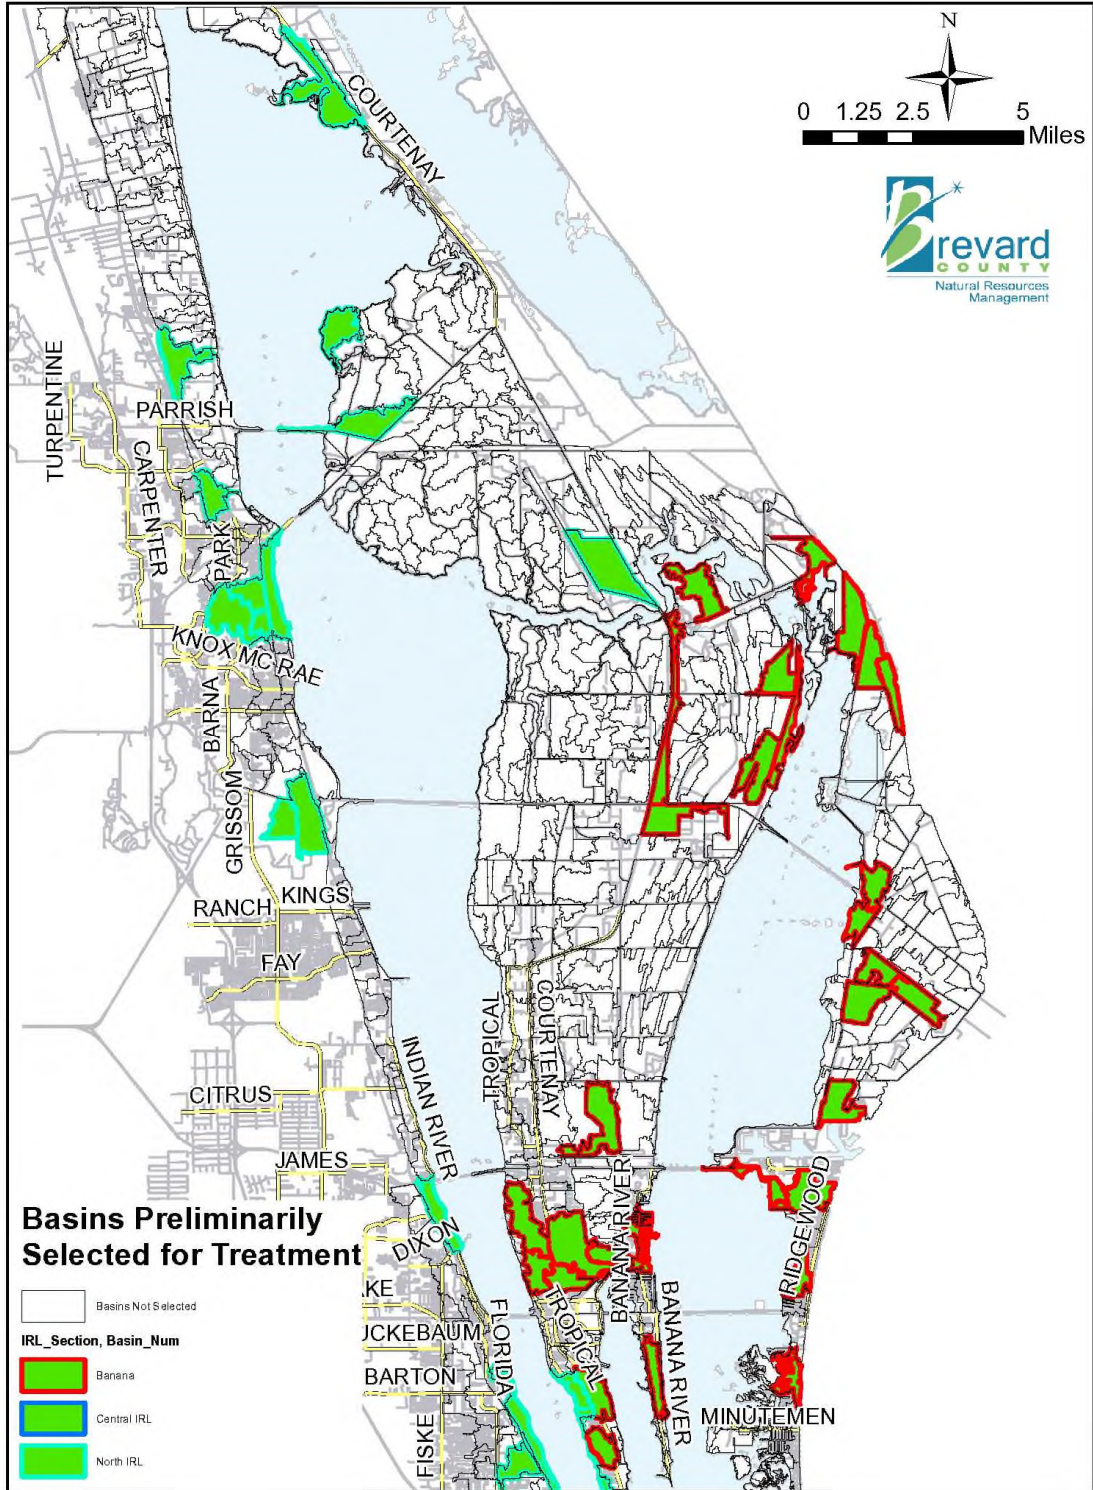 N
0 1.25 2.5 5
Miles
Brevard
COUNTY
Natural Resources
Management
COURTENAY
TURPENTINE
PARRISH
CARPENTER
PARK
KNOX MC RAE
BARNA
GRISSOM
KINGS
RANCH
FAY
TROPICAL
COURTENAY
INDIAN RIVER
CITRUS
JAMES
BANANA RIVER
RIDGEWOOD
DIXON
Basins Preliminarily
Selected for Treatment
Basins Not Selected
IRL_Section, Basin_Num
Banana
Central IRL
North IRL
KE
UCKEBAUM
BARTON
FISKE
FLORIDA
TROPICAL
BANANA RIVER
MINUTEMEN